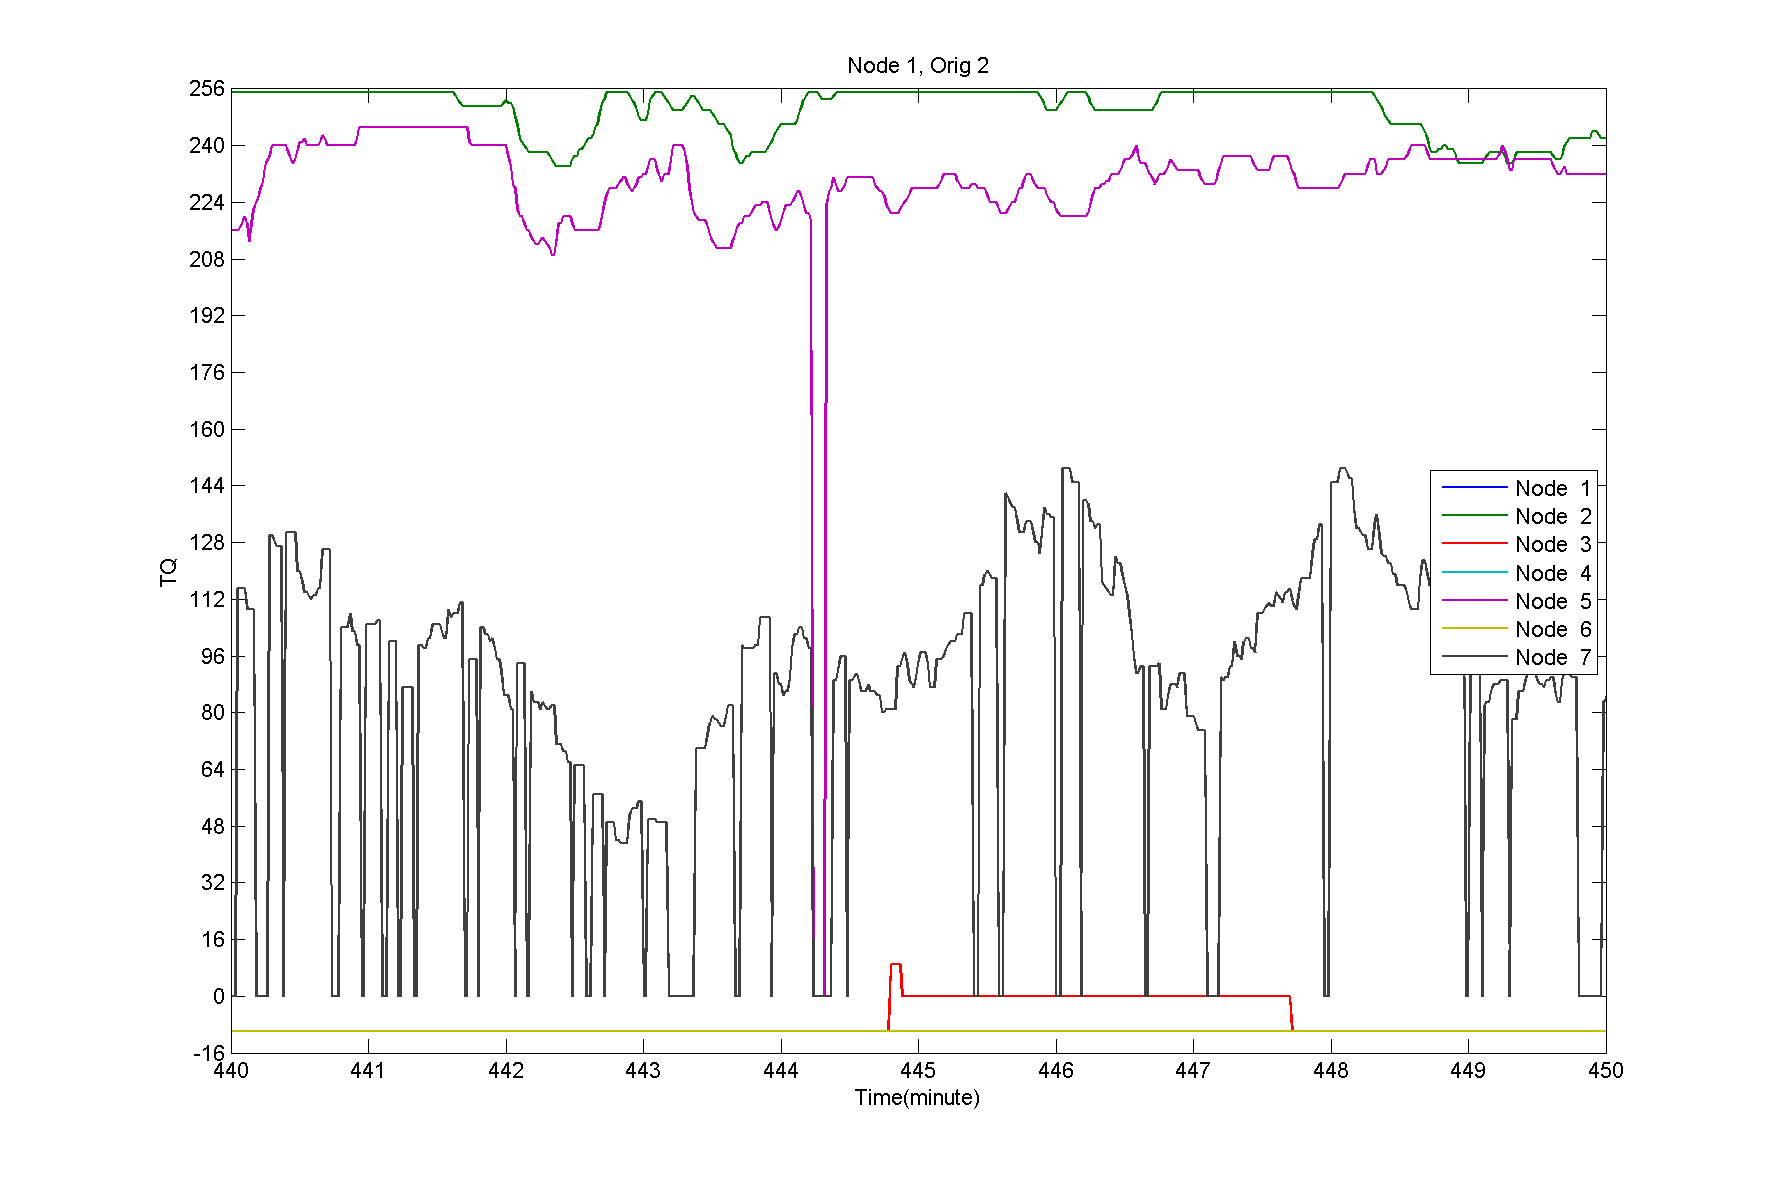 Node 1, Orig 2
256
240
224
208
192
176
160
144
128
112
96
80
64
48
32
16
0
-16
TQ
Node 1
Node 2
Node 3
Node 4
Node 5
Node 6
Node 7
440 441 442 443 444 445 446 447 448 449 450
Time(minute)